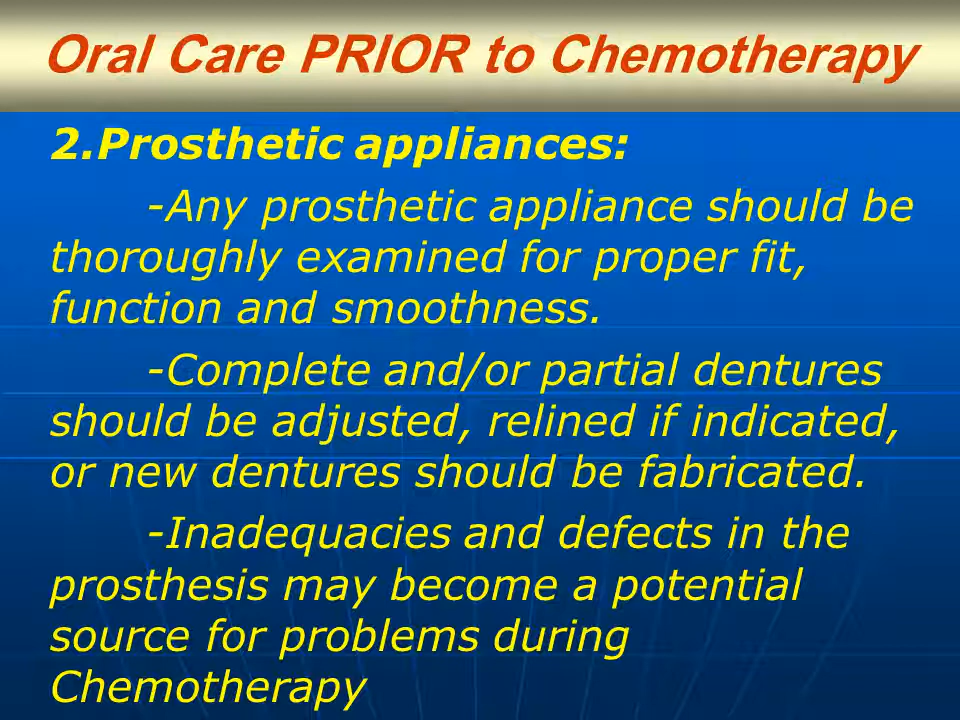 Oral Care PRIOR to Chemotherapy
2.Prosthetic appliances:
-Any prosthetic appliance should be
thoroughly examined for proper fit,
function and smoothness.
-Complete and/or partial dentures
should be adjusted, relined if indicated,
or new dentures should be fabricated.
-Inadequacies and defects in the
prosthesis may become a potential
source for problems during
Chemotherapy